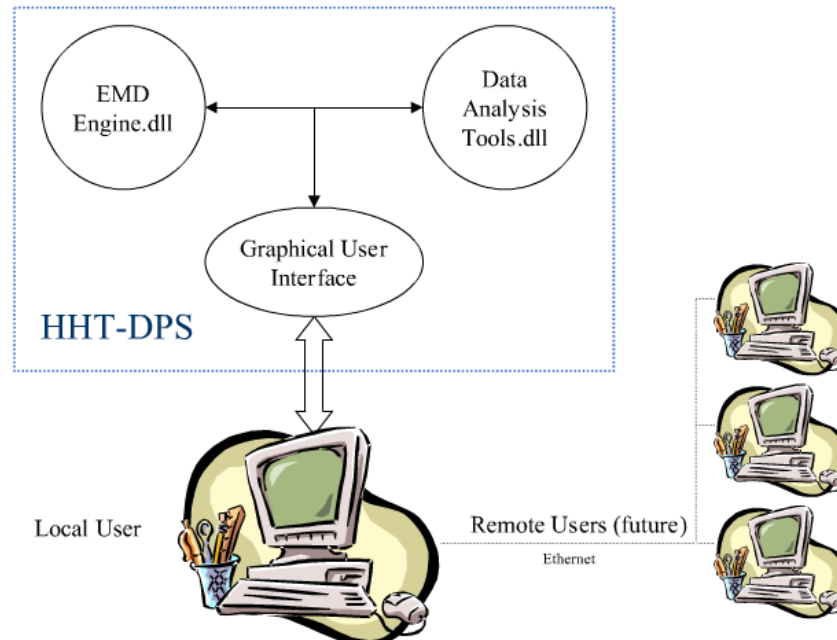 EMD
Engine.dll
Data
Analysis
Tools.dll
Graphical User
Interface
HHT-DPS
Local User
Remote Users (future)
Ethernet